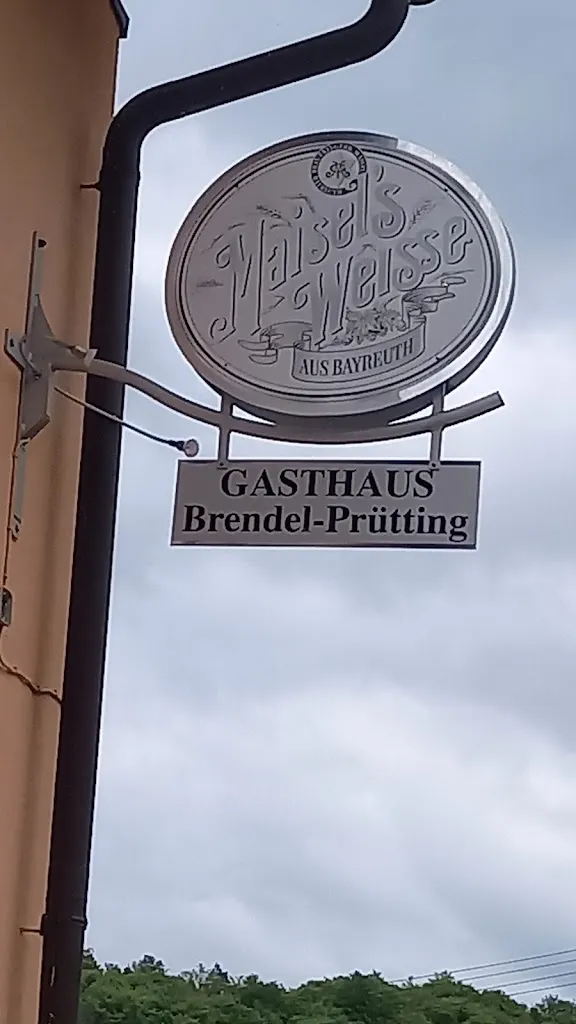 Maisel's
Weisse
AUS BAYREUTH
GASTHAUS
Brendel-Prütting